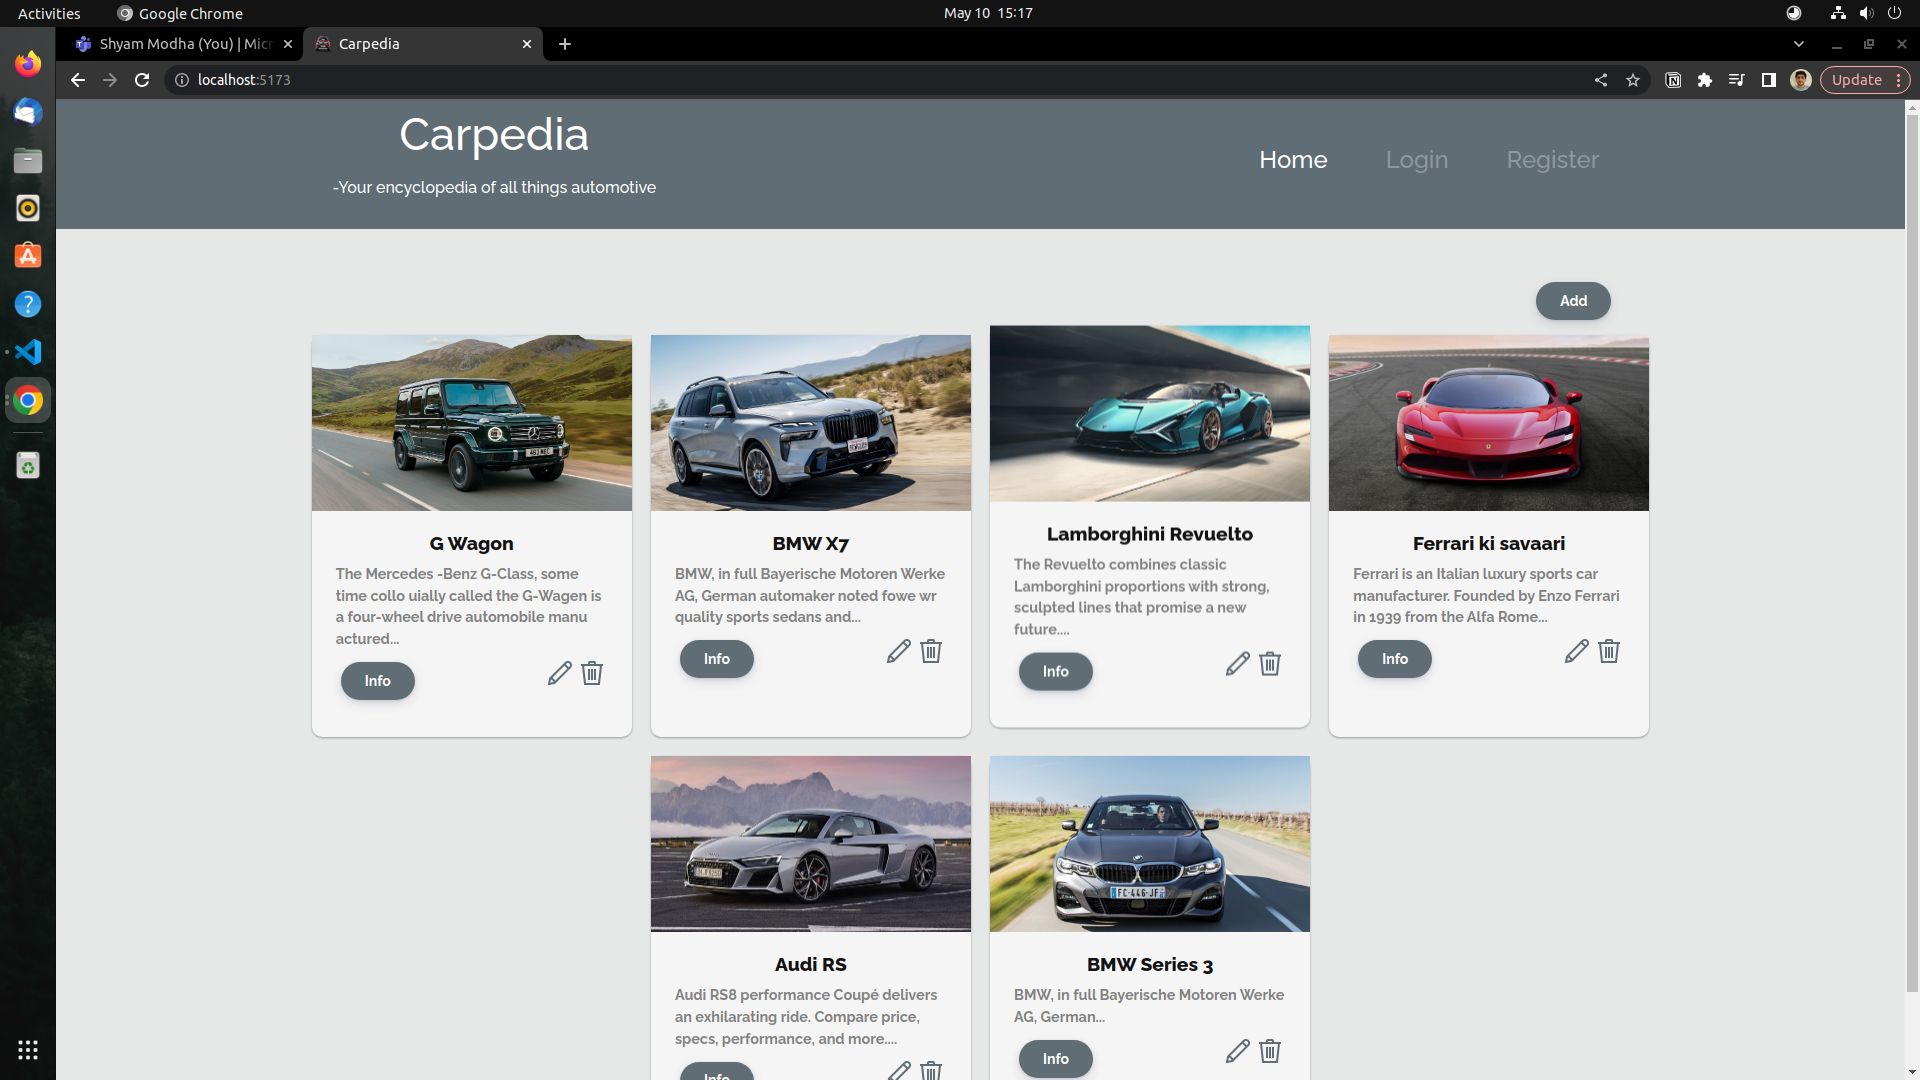 Activities
Google Chrome
May 10 15:17
Shyam Modha (You) | Micr
Carpedia
localhost:5173
Update
Carpedia
-Your encyclopedia of all things automotive
Home
Login
Register
Add
G Wagon
The Mercedes -Benz G-Class, some
time collo uially called the G-Wagen is
a four-wheel drive automobile manu
actured...
Info
BMW X7
BMW, in full Bayerische Motoren Werke
AG, German automaker noted fowe wr
quality sports sedans and...
Info
Lamborghini Revuelto
The Revuelto combines classic
Lamborghini proportions with strong,
sculpted lines that promise a new
future....
Info
Ferrari ki savaari
Ferrari is an Italian luxury sports car
manufacturer. Founded by Enzo Ferrari
in 1939 from the Alfa Rome...
Info
Audi RS
Audi RS8 performance Coupé delivers
an exhilarating ride. Compare price,
specs, performance, and more....
Info
FC-446-JF
BMW Series 3
BMW, in full Bayerische Motoren Werke
AG, German...
Info